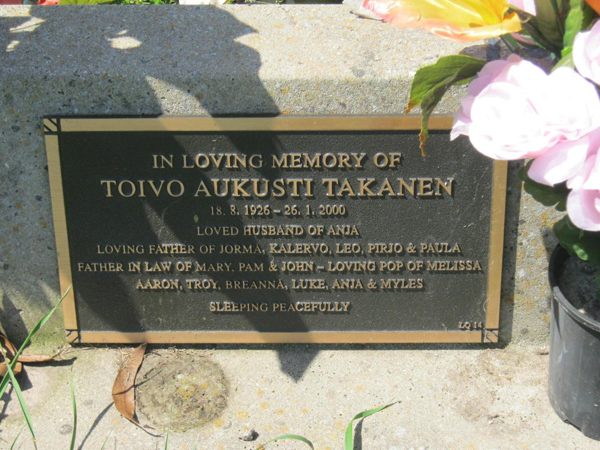 IN LOVING MEMORY OF
TOIVO AUKUSTI TAKANEN
18. 8. 1926 - 26. 1. 2000
LOVED HUSBAND OF ANJA
LOVING FATHER OF JORMA, KALERVO, LEO, PIRJO & PAULA
FATHER IN LAW OF MARY, PAM & JOHN – LOVING POP OF MELISSA
AARON, TROY, BREANNA, LUKE, ANJA & MYLES
SLEEPING PEACEFULLY
LQ 14